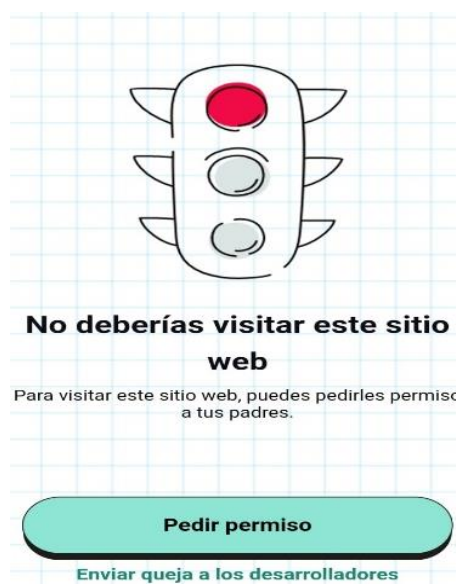 No deberías visitar este sitio
web
Para visitar este sitio web, puedes pedirles permiso
a tus padres.
Pedir permiso
Enviar queja a los desarrolladores